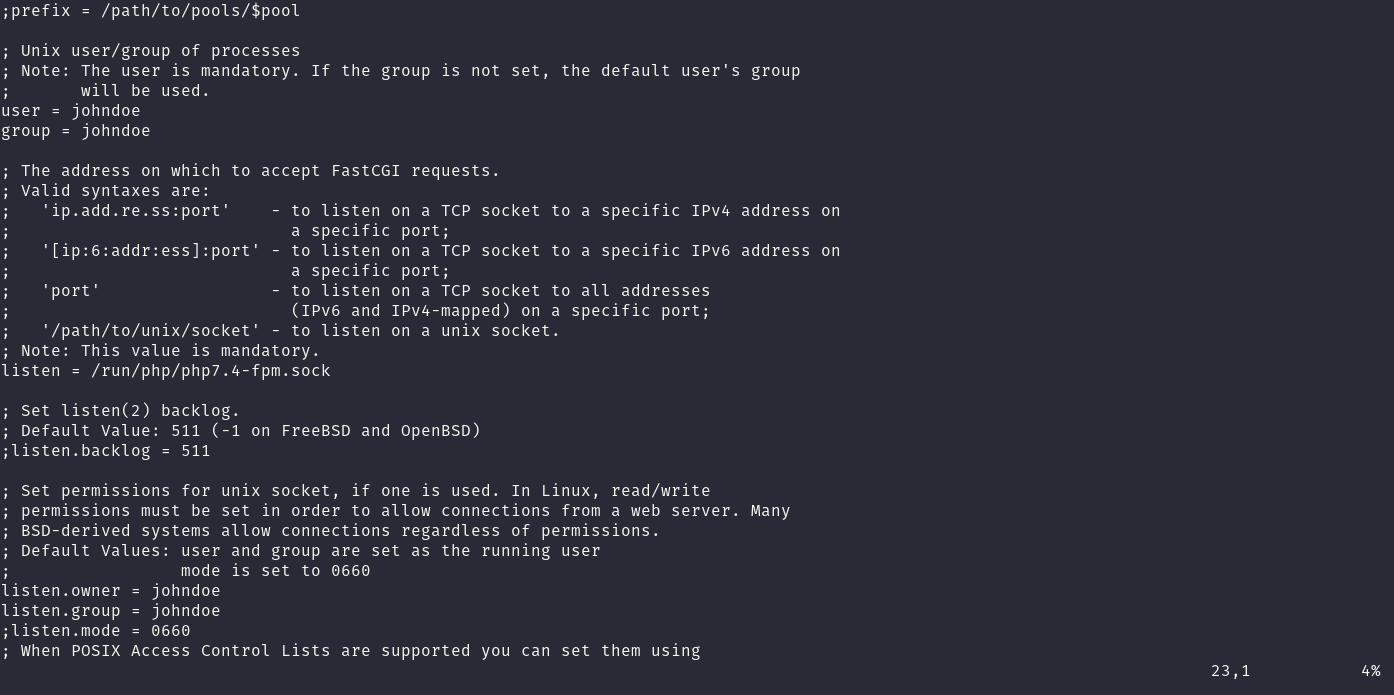 ;prefix = /path/to/pools/$pool

; Unix user/group of processes
; Note: The user is mandatory. If the group is not set, the default user's group
;       will be used.
user = johndoe
group = johndoe

; The address on which to accept FastCGI requests.
; Valid syntaxes are:
;   'ip.add.re.ss:port'    - to listen on a TCP socket to a specific IPv4 address on
;                            a specific port;
;   '[ip:6:addr:ess]:port' - to listen on a TCP socket to a specific IPv6 address on
;                            a specific port;
;   'port'                 - to listen on a TCP socket to all addresses
;                            (IPv6 and IPv4-mapped) on a specific port;
;   '/path/to/unix/socket' - to listen on a unix socket.
; Note: This value is mandatory.
listen = /run/php/php7.4-fpm.sock

; Set listen(2) backlog.
; Default Value: 511 (-1 on FreeBSD and OpenBSD)
;listen.backlog = 511

; Set permissions for unix socket, if one is used. In Linux, read/write
; permissions must be set in order to allow connections from a web server. Many
; BSD-derived systems allow connections regardless of permissions.
; Default Values: user and group are set as the running user
;                 mode is set to 0660
listen.owner = johndoe
listen.group = johndoe
;listen.mode = 0660
; When POSIX Access Control Lists are supported you can set them using
23,1           4%